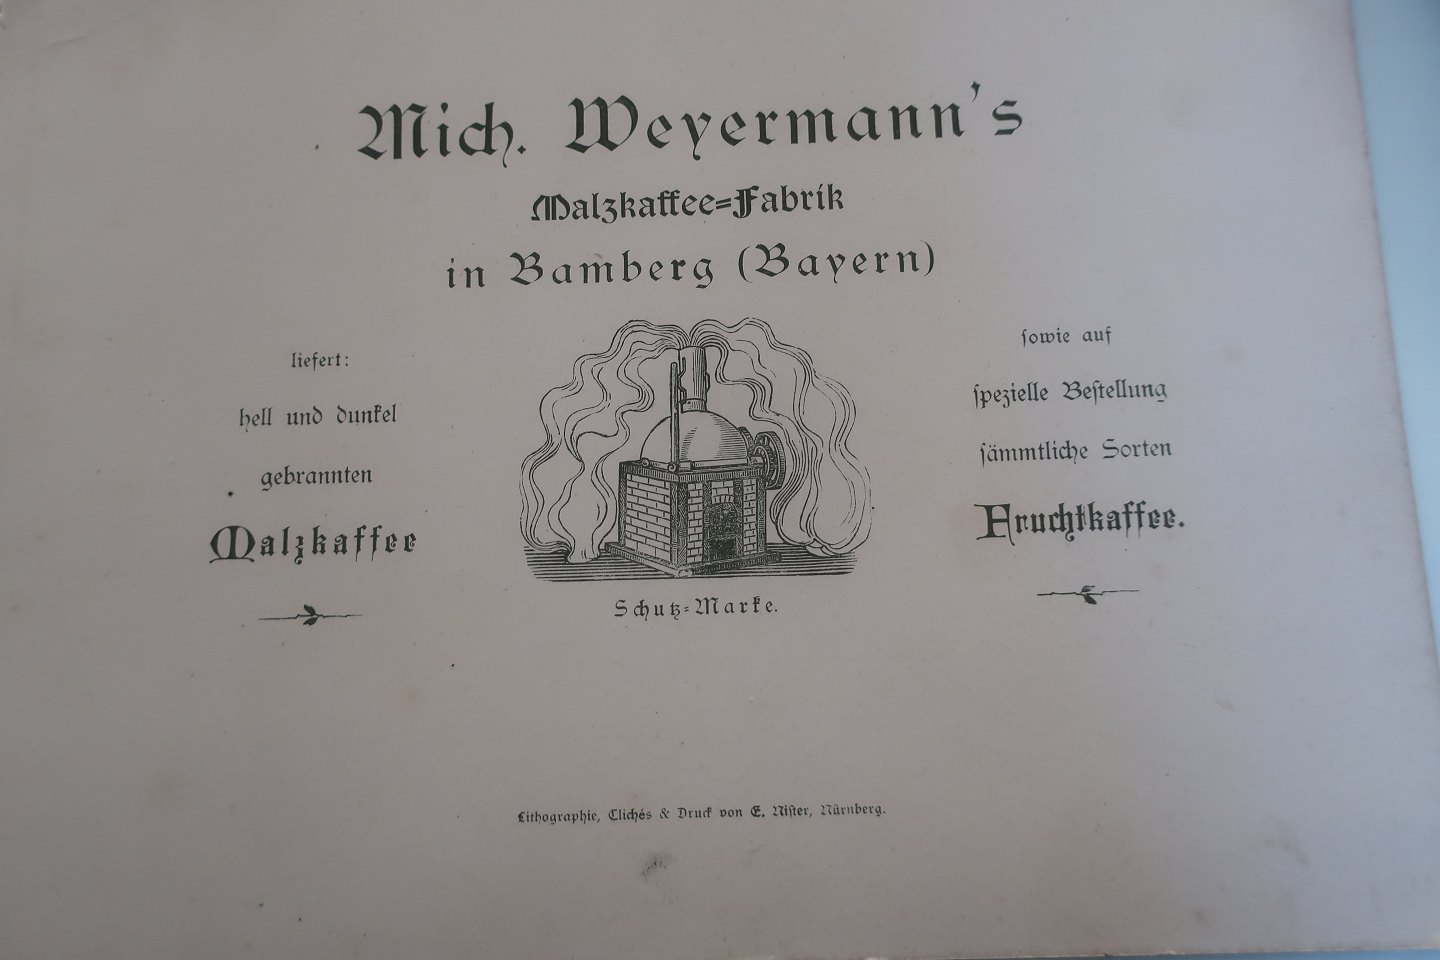 Mich. Weyermann's
Malzkaffee=Fabrik
in Bamberg (Bayern)
liefert:
hell und dunkel
gebrannten
Malzkaffee
Schutz=Marke.
ſowie auf
ſpezielle Beſtellung
ſämmtliche Sorten
Fruchtkaffee.
Lithographie, Clichés & Druck von E. Niſter, Nürnberg.